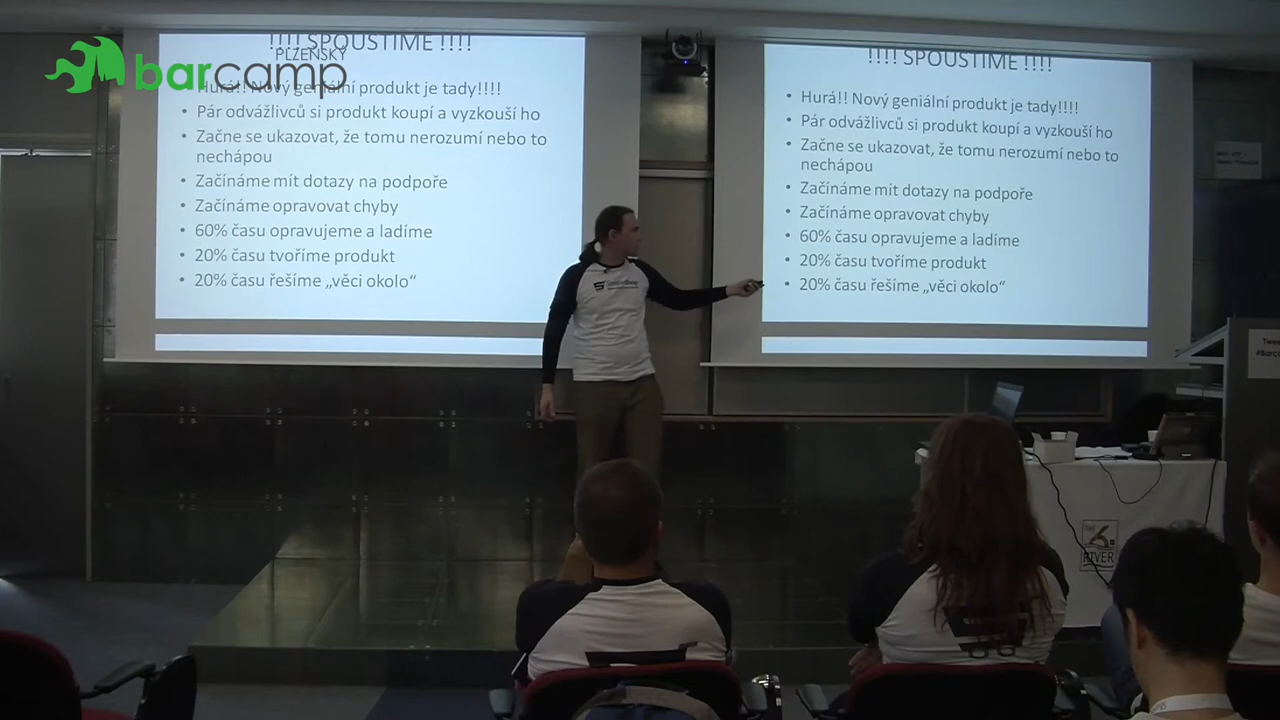 !!!! SPOUŠTÍME !!!!
PLZEŇSKÝ
barcamp
Hurá!! Nový geniální produkt je tady!!!!
• Pár odvážlivců si produkt koupí a vyzkouší ho
• Začne se ukazovat, že tomu nerozumí nebo to
nechápou
• Začínáme mít dotazy na podpoře
• Začínáme opravovat chyby
• 60% času opravujeme a ladíme
• 20% času tvoříme produkt
• 20% času řešíme „věci okolo“
!!!! SPOUŠTÍME !!!!
• Hurá!! Nový geniální produkt je tady!!!!
• Pár odvážlivců si produkt koupí a vyzkouší ho
• Začne se ukazovat, že tomu nerozumí nebo to
nechápou
• Začínáme mít dotazy na podpoře
• Začínáme opravovat chyby
• 60% času opravujeme a ladíme
• 20% času tvoříme produkt
• 20% času řešíme „věci okolo“
THE
RIVER